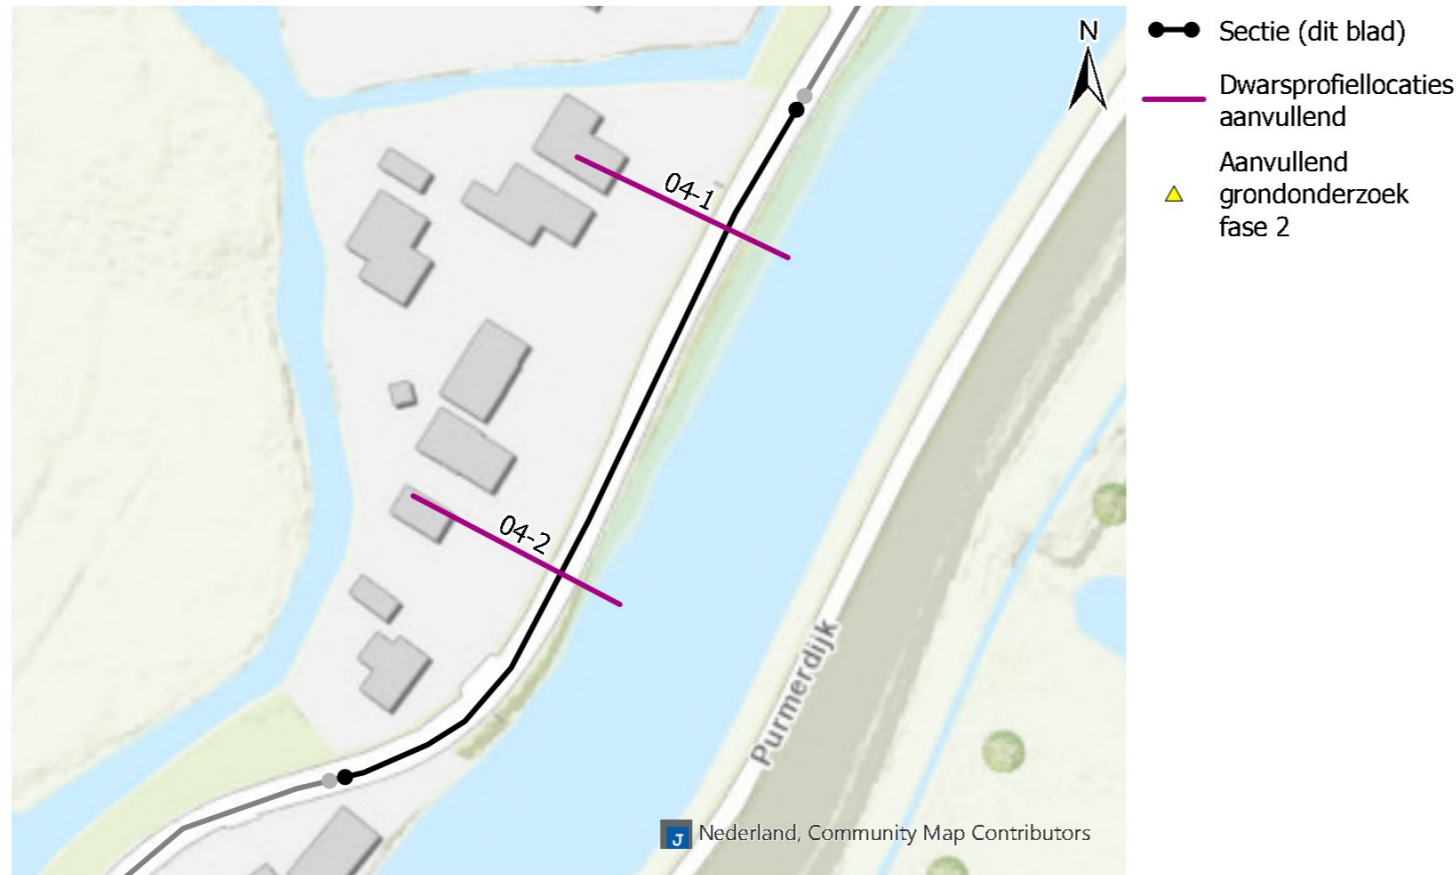 N
04-1
04-2
Purmerdijk
J
Nederland, Community Map Contributors
Sectie (dit blad)
Dwarsprofiellocaties
aanvullend
Aanvullend
grondonderzoek
fase 2